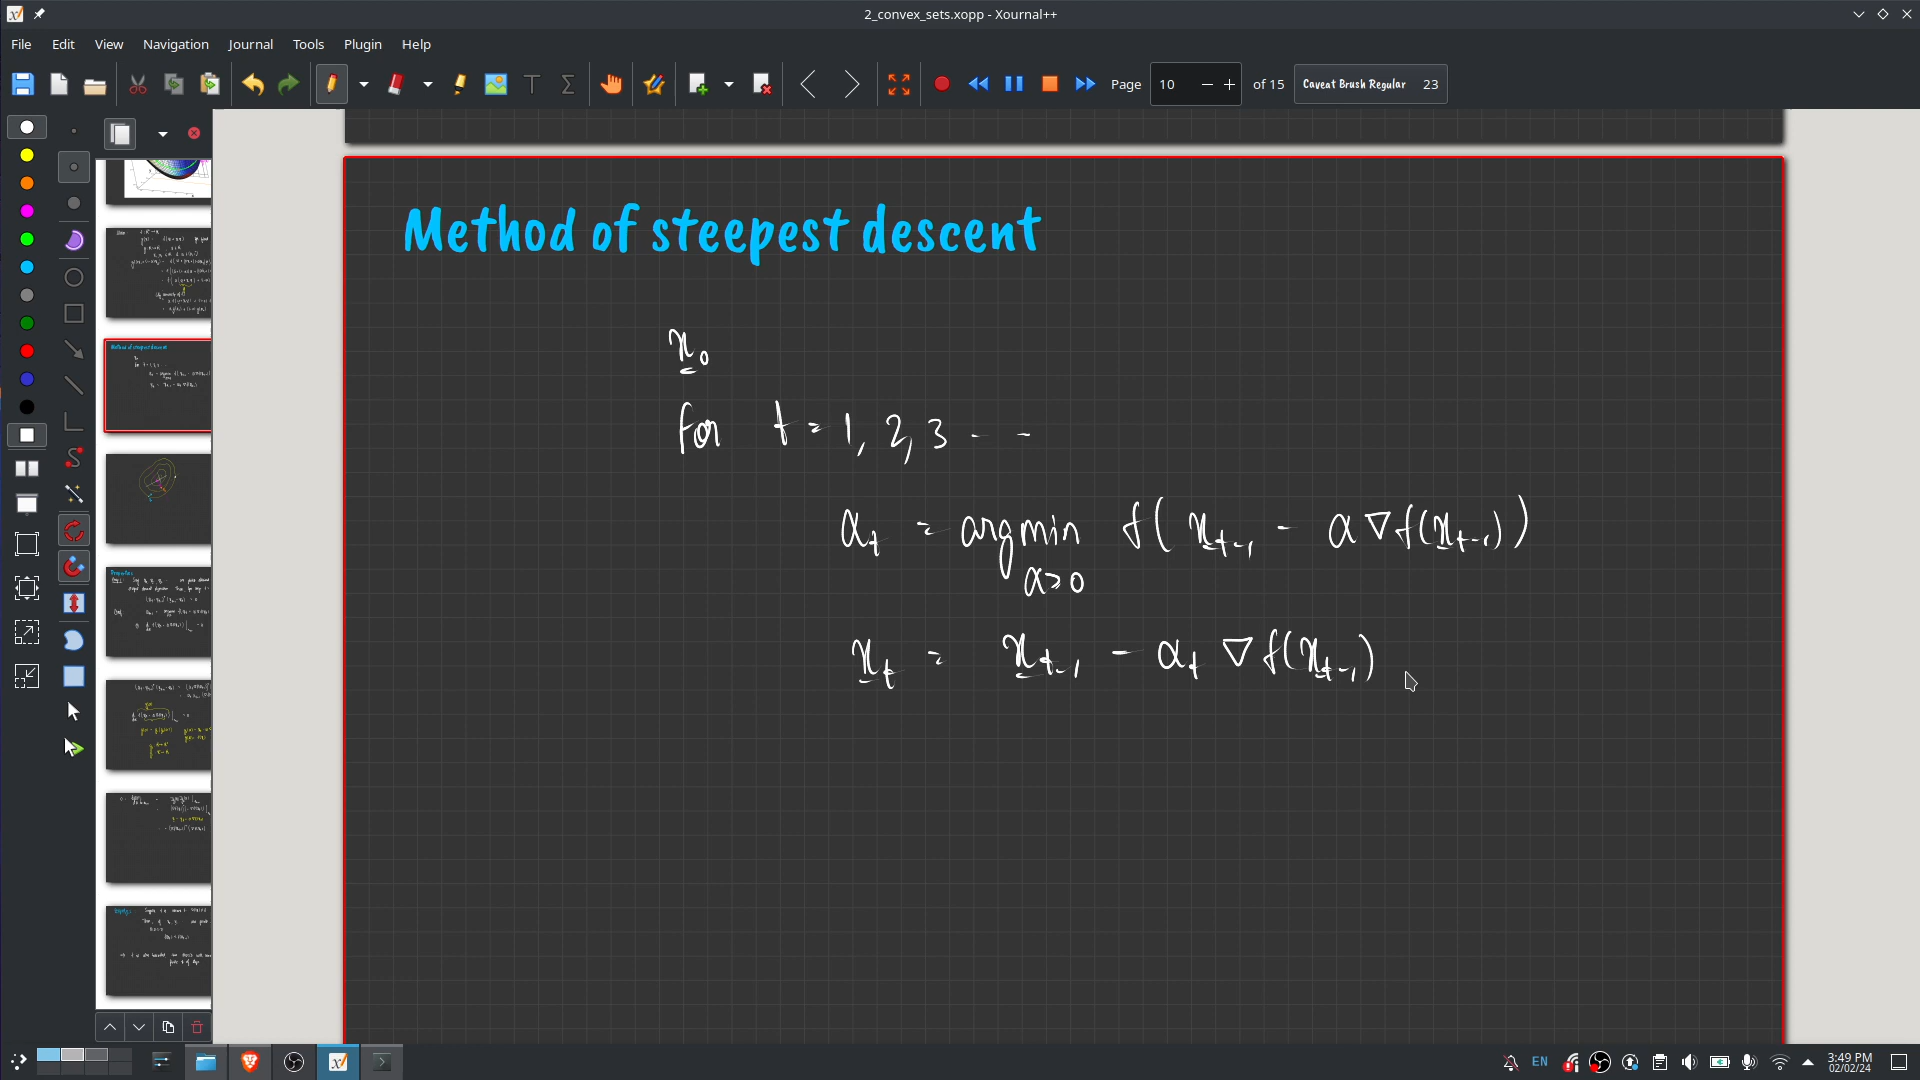 2_convex_sets.xopp - Xournal++
File Edit View Navigation Journal Tools Plugin Help
Page 10 of 15 Caveat Brush Regular 23
Method of steepest descent
x₀
for t = 1, 2, 3 - -
αₜ = argmin f( xₜ₋₁ - α ∇f(xₜ₋₁))
α>0
xₜ = xₜ₋₁ - αₜ ∇f(xₜ₋₁)
EN
3:49 PM
02/02/24